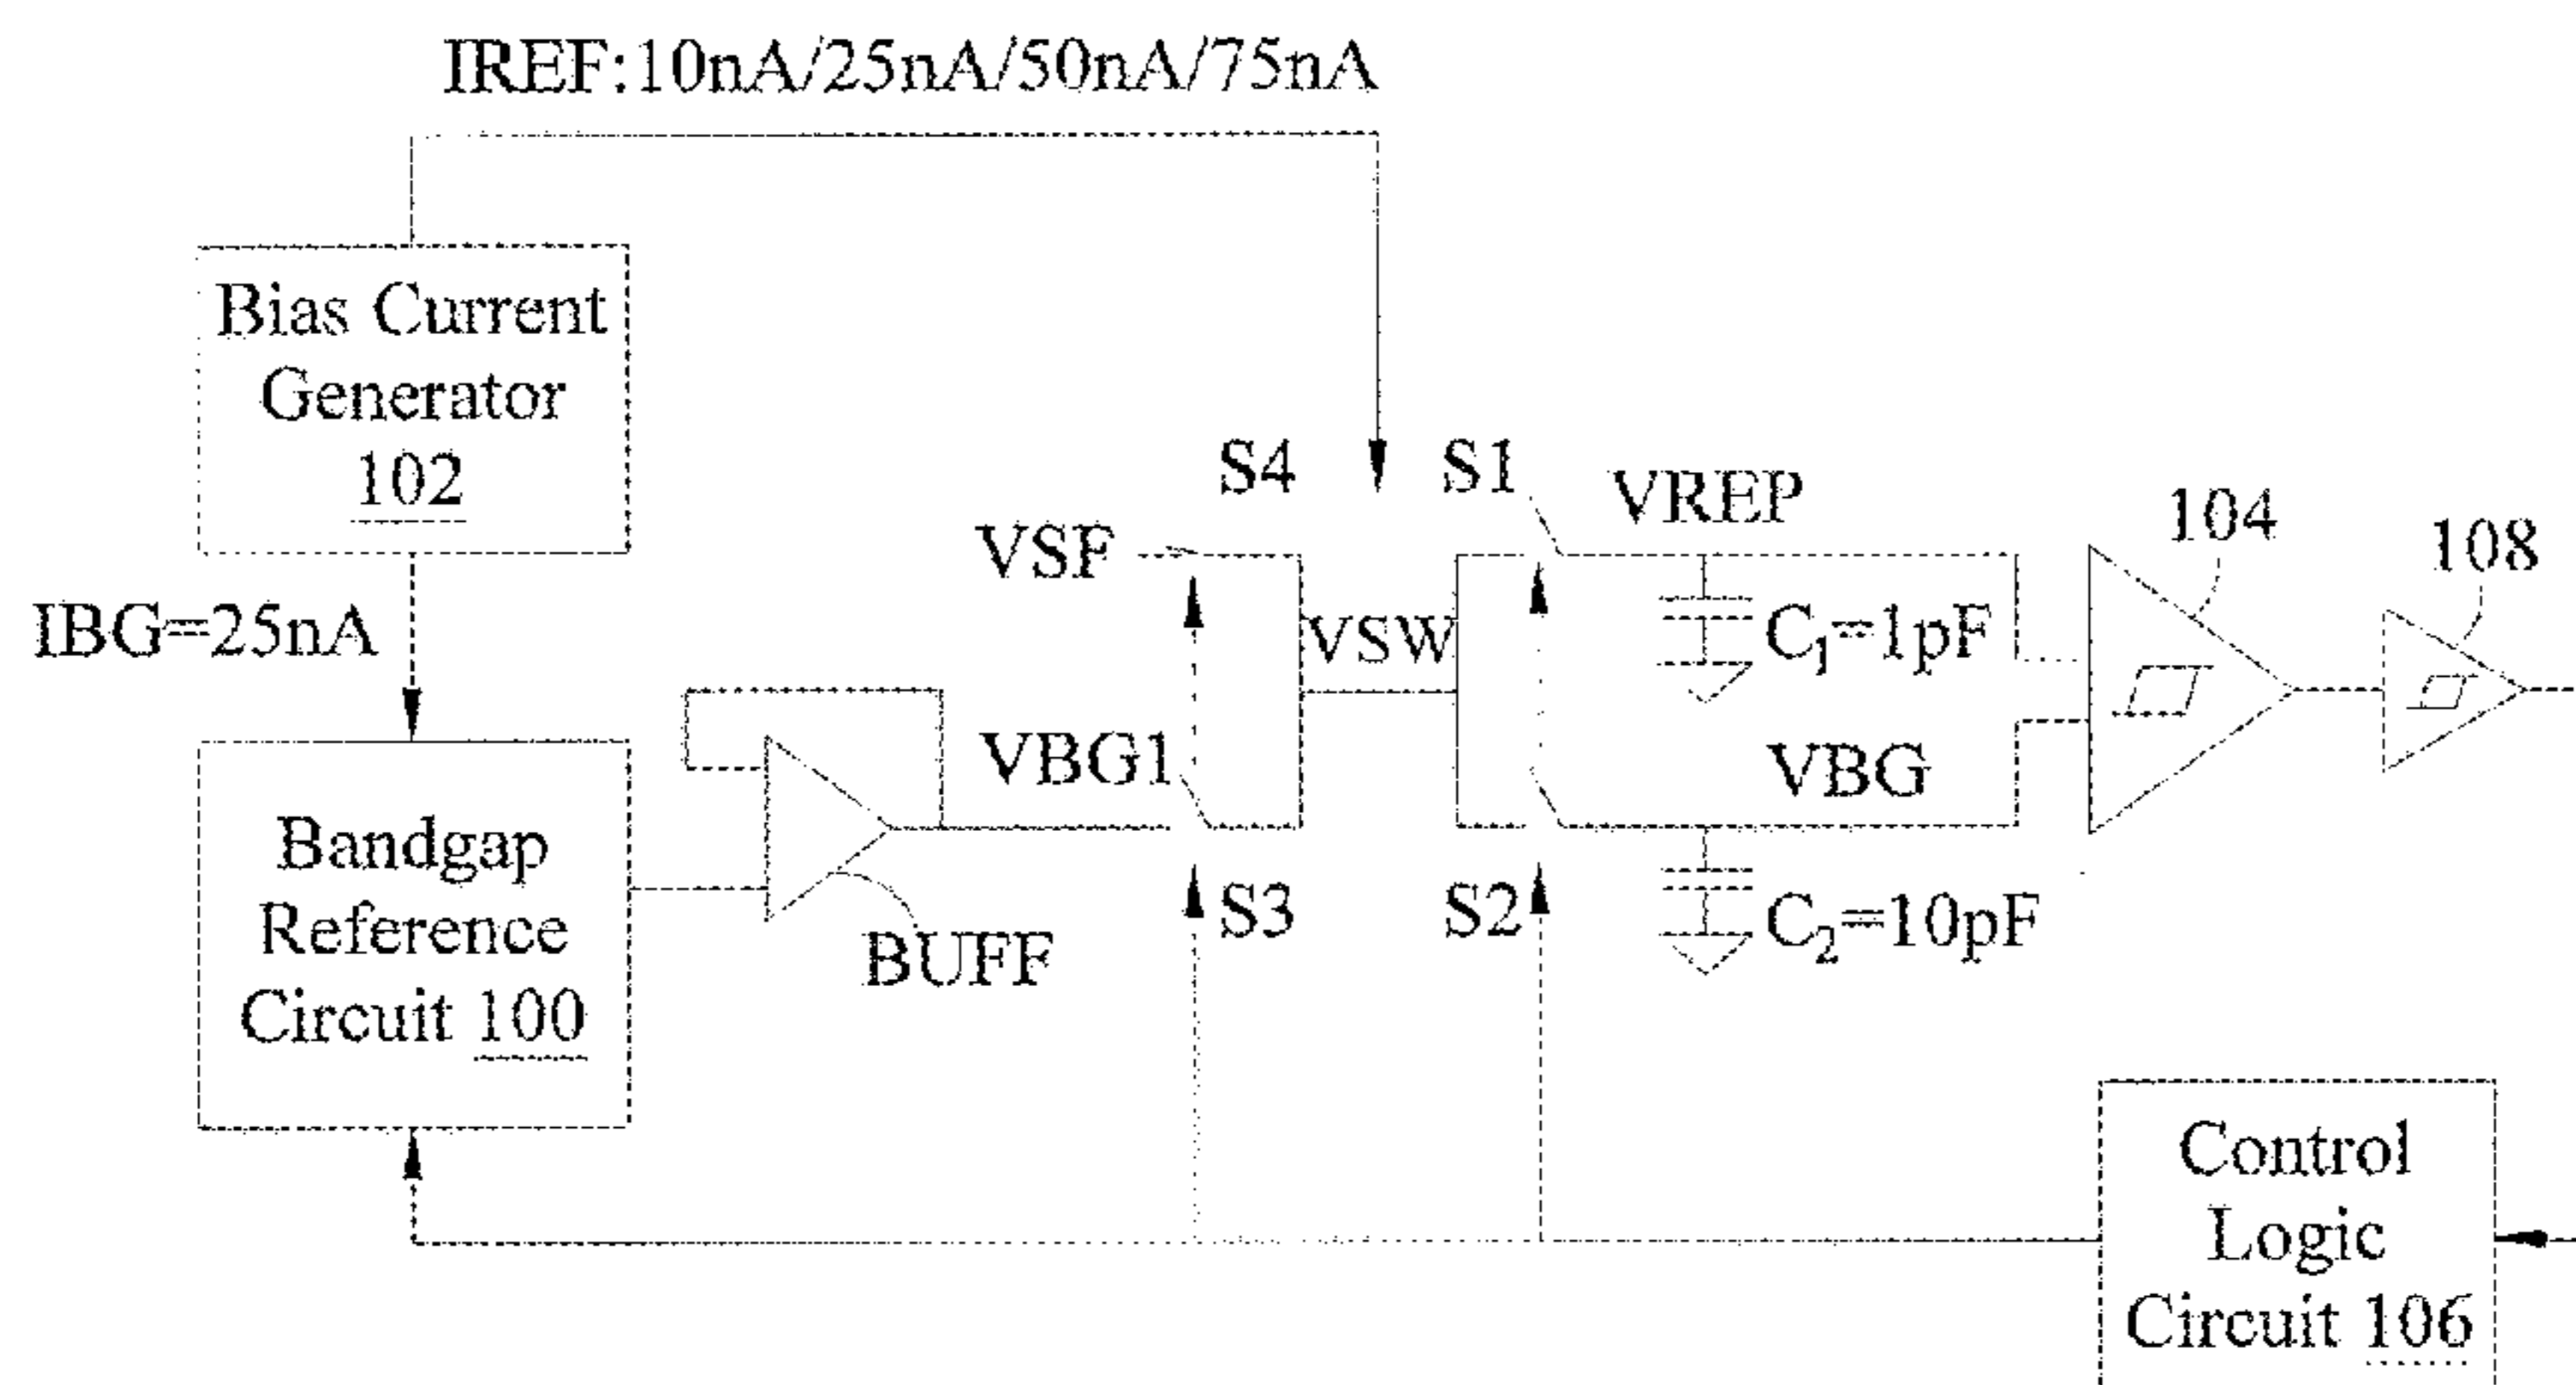 IREF:10nA/25nA/50nA/75nA
Bias Current
Generator
102
IBG=25nA
Bandgap
Reference
Circuit 100
BUFF
VBG1
VSF
S4
S3
VSW
S1
S2
VREP
C1=1pF
VBG
C2=10pF
104
108
Control
Logic
Circuit 106